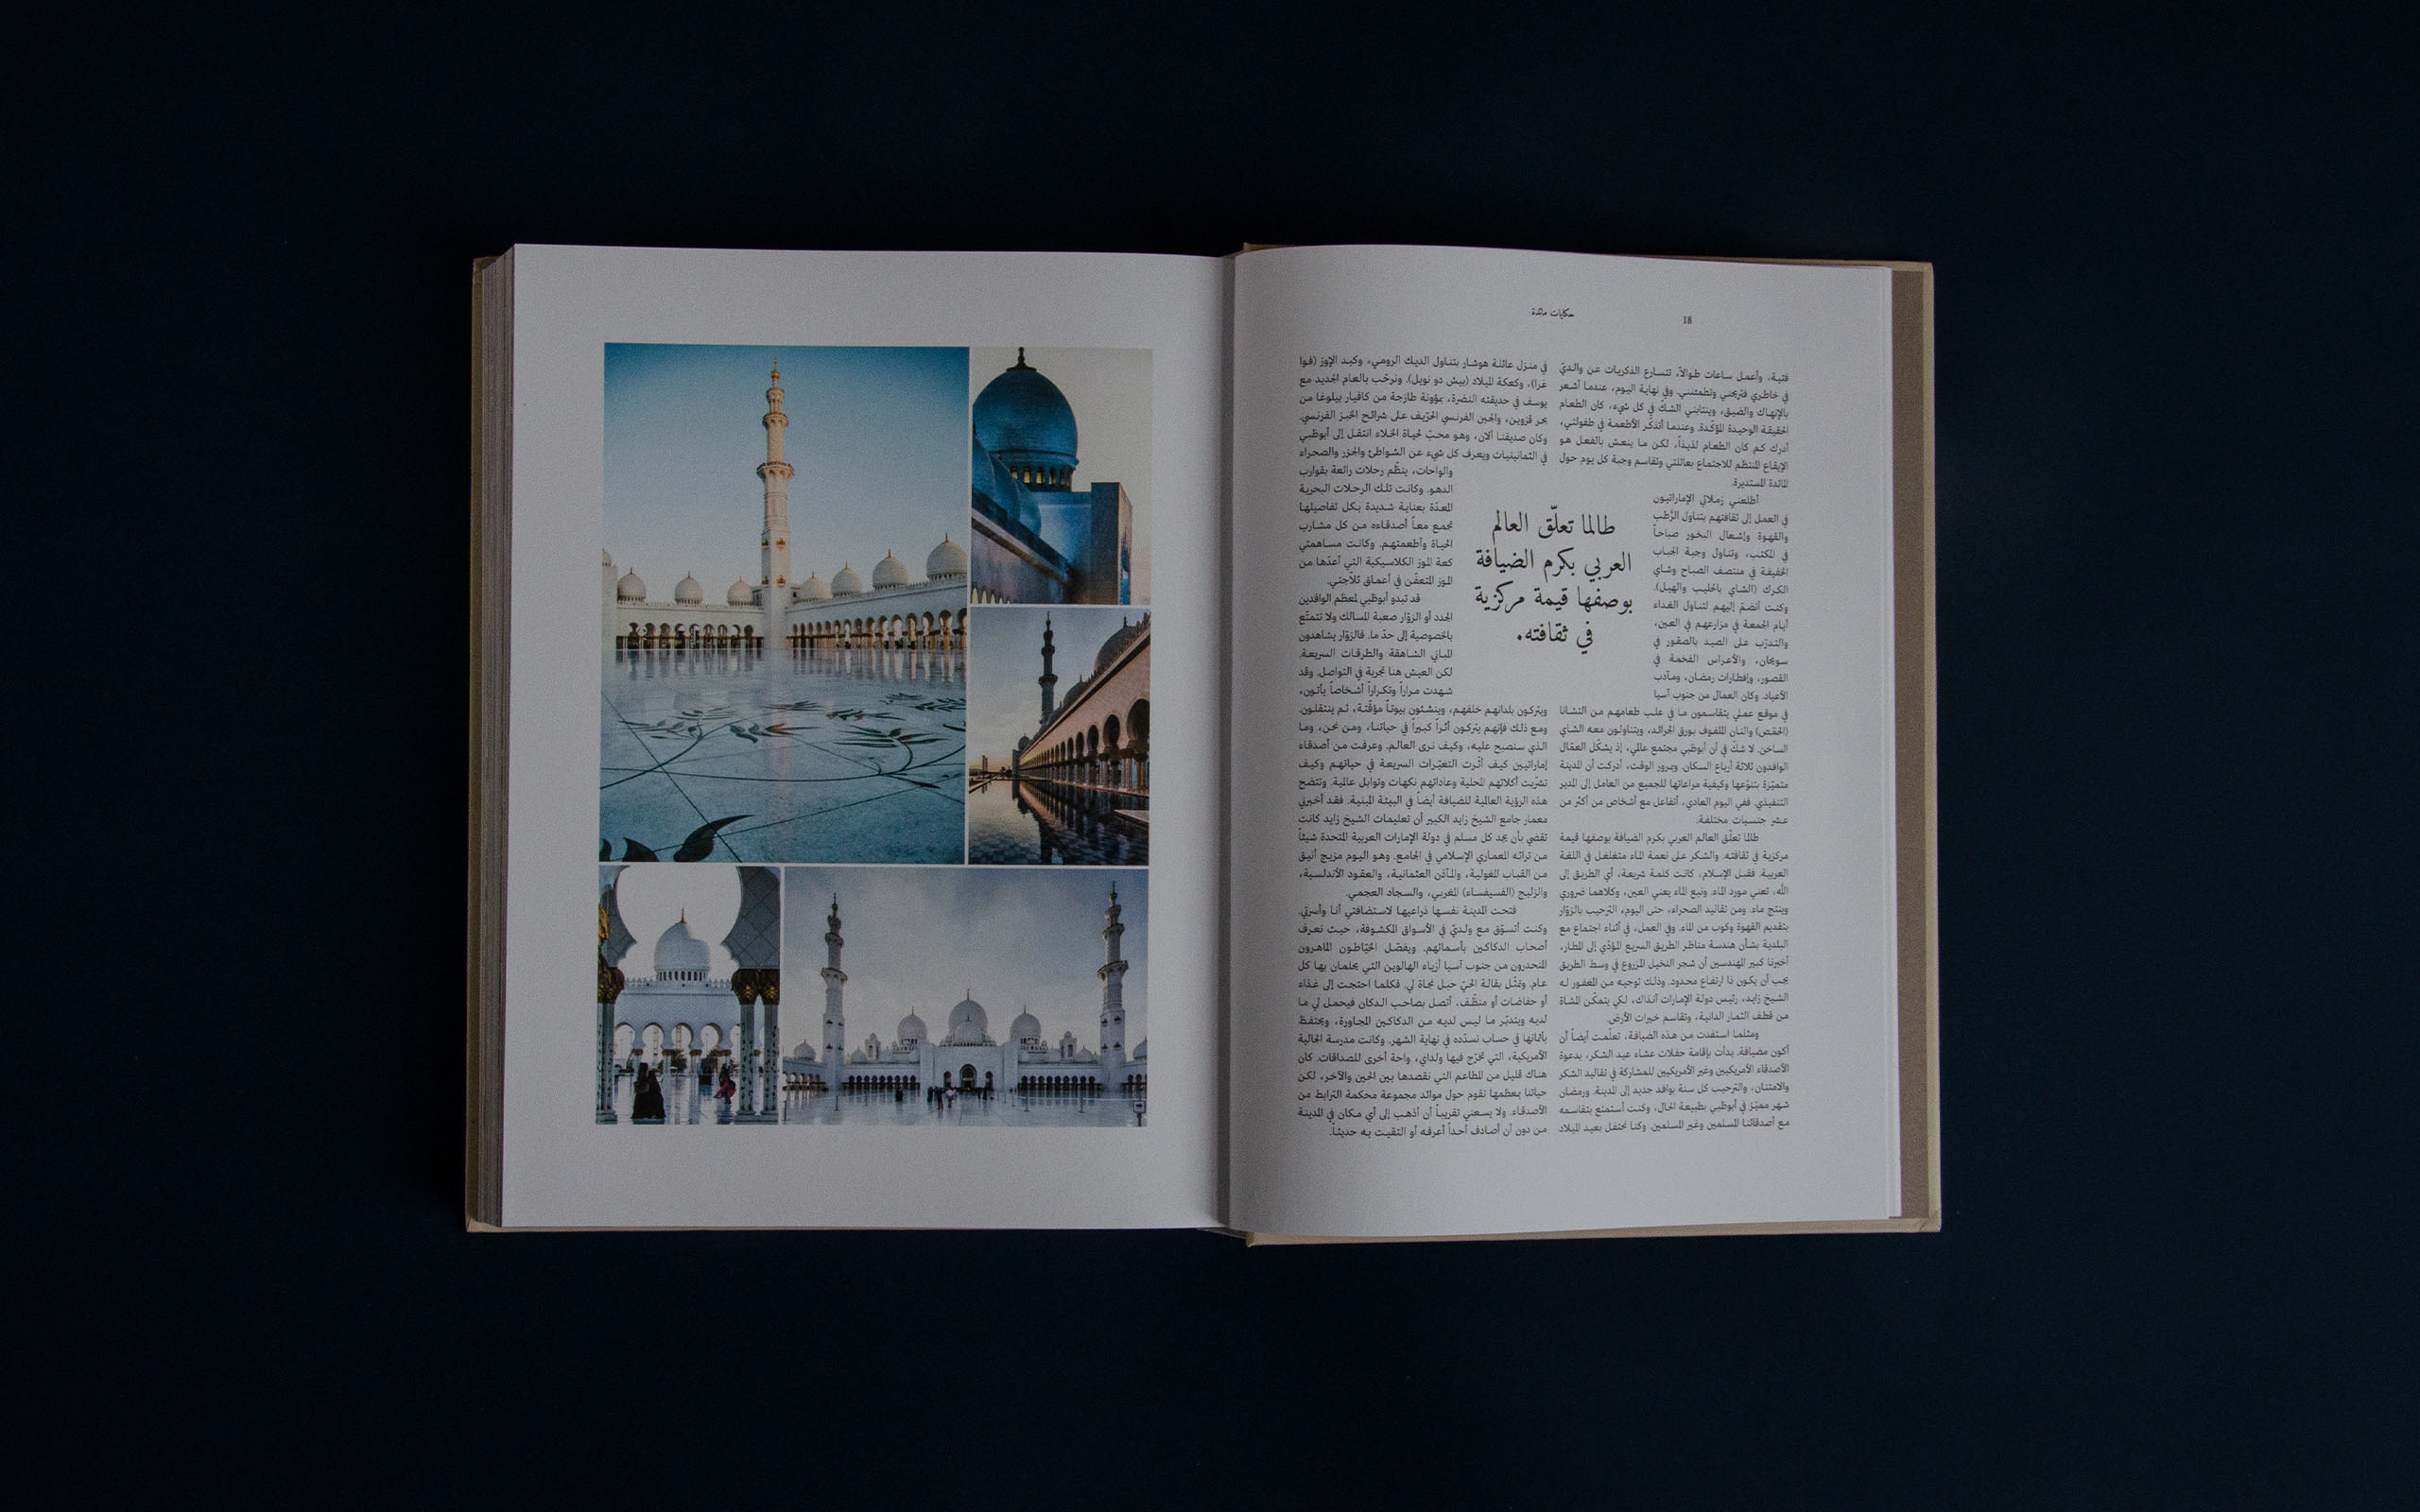 18
حكايات مائدة
فتية، وأعمل ساعات طوالاً، تتسارع الذكريات عن والديّ
في خاطري فتريحني وتطمئنني. وفي نهاية اليوم، عندما أشعر
بالإنهاك والضيق، وينتابني الشكّ في كل شيء، كان الطعام
الحقيقة الوحيدة المؤكّدة. وعندما أتذكّر الأطعمة في طفولتي،
أدرك كم كان الطعام لذيذاً، لكن ما ينعش بالفعل هو
الإيقاع المنتظم للاجتماع بعائلتي وتقاسم وجبة كل يوم حول
المائدة المستديرة.
أطلعني زملائي الإماراتيون
في العمل إلى ثقافتهم بتناول الرُّطب
والقهوة وإشعال البخور صباحاً
في المكتب، وتناول وجبة الجباب
الخفيفة في منتصف الصباح وشاي
الكرك (الشاي بالحليب والهيل).
وكنت أنضمّ إليهم لتناول الغداء
أيام الجمعة في مزارعهم في العين،
والتدرّب على الصيد بالصقور في
سويحان، والأعراس الفخمة في
القصور، وإفطارات رمضان، ومآدب
الأعياد. وكان العمال من جنوب آسيا
في موقع عملي يتقاسمون ما في علب طعامهم من التشانا
(الحمّص) والنان الملفوف بورق الجرائد، ويتناولون معه الشاي
الساخن. لا شكّ في أن أبوظبي مجتمع عالمي، إذ يشكّل العمّال
الوافدون ثلاثة أرباع السكان. وبمرور الوقت، أدركت أن المدينة
متميّزة بتنوّعها وكيفية مراعاتها للجميع من العامل إلى المدير
التنفيذي. ففي اليوم العادي، أتفاعل مع أشخاص من أكثر من
عشر جنسيات مختلفة.
طالما تعلّق العالم العربي بكرم الضيافة بوصفها قيمة
مركزية في ثقافته. والشكر على نعمة الماء متغلغل في اللغة
العربية. فقبل الإسلام، كانت كلمة شريعة، أي الطريق إلى
الله، تعني مورد الماء. ونبع الماء يعني العين، وكلاهما ضروري
وينتج ماء. ومن تقاليد الصحراء، حتى اليوم، الترحيب بالزوّار
بتقديم القهوة وكوب من الماء. وفي العمل، في أثناء اجتماع مع
البلدية بشأن هندسة مناظر الطريق السريع المؤدّي إلى المطار،
أخبرنا كبير المهندسين أن شجر النخيل المزروع في وسط الطريق
يجب أن يكون ذا ارتفاع محدود. وذلك توجيه من المغفور له
الشيخ زايد، رئيس دولة الإمارات آنذاك، لكي يتمكّن المشاة
من قطف الثمار الدانية، وتقاسم خيرات الأرض.
ومثلما استفدت من هذه الضيافة، تعلّمت أيضاً أن
أكون مضيافة. بدأت بإقامة حفلات عشاء عيد الشكر، بدعوة
الأصدقاء الأمريكيين وغير الأمريكيين للمشاركة في تقاليد الشكر
والامتنان، والترحيب كل سنة بوافد جديد إلى المدينة. ورمضان
شهر مميّز في أبوظبي بطبيعة الحال، وكنت أستمتع بتقاسمه
مع أصدقائنا المسلمين وغير المسلمين. وكنا نحتفل بعيد الميلاد
طالما تعلّق العالم
العربي بكرم الضيافة
بوصفها قيمة مركزية
في ثقافته.
في منزل عائلة هوشار بتناول الديك الرومي، وكبد الإوز (فوا
غرا)، وكعكة الميلاد (بيش دو نويل). ونرحّب بالعام الجديد مع
يوسف في حديقته النضرة، بمؤونة طازجة من كافيار بيلوغا من
بحر قزوين، والجبن الفرنسي الحرّيف على شرائح الخبز الفرنسي.
وكان صديقنا ألان، وهو محبّ لحياة الخلاء انتقل إلى أبوظبي
في الثمانينيات ويعرف كل شيء عن الشواطئ والجزر والصحراء
والواحات، ينظّم رحلات رائعة بقوارب
الدهو. وكانت تلك الرحلات البحرية
المعدّة بعناية شديدة بكل تفاصيلها
تجمع معاً أصدقاءه من كل مشارب
الحياة وأطعمتهم. وكانت مساهمتي
كعة الموز الكلاسيكية التي أعدّها من
الموز المتعفّن في أعماق ثلاّجتي.
قد تبدو أبوظبي لمعظم الوافدين
الجدد أو الزوّار صعبة المسالك ولا تتمتّع
بالخصوصية إلى حدّ ما. فالزوّار يشاهدون
المباني الشاهقة والطرقات السريعة.
لكن العيش هنا تجربة في التواصل. وقد
شهدت مراراً وتكراراً أشخاصاً يأتون،
ويتركون بلدانهم خلفهم، وينشئون بيوتاً مؤقّتة، ثم ينتقلون.
ومع ذلك فإنهم يتركون أثراً كبيراً في حياتنا، ومن نحن، وما
الذي سنصبح عليه، وكيف نرى العالم. وعرفت من أصدقاء
إماراتيين كيف أثّرت التغيّرات السريعة في حياتهم وكيف
تشرّبت أكلاتهم المحلية وعاداتهم نكهات وتوابل عالمية. وتتضح
هذه الرؤية العالمية للضيافة أيضاً في البيئة المبنية. فقد أخبرني
معمار جامع الشيخ زايد الكبير أن تعليمات الشيخ زايد كانت
تقضي بأن يجد كل مسلم في دولة الإمارات العربية المتحدة شيئاً
من تراثه المعماري الإسلامي في الجامع. وهو اليوم مزيج أنيق
من القباب المغولية، والمآذن العثمانية، والعقود الأندلسية،
والزليج (الفسيفساء) المغربي، والسجاد العجمي.
فتحت المدينة نفسها ذراعيها لاستضافتي أنا وأسرتي.
وكنت أتسوّق مع ولديّ في الأسواق المكشوفة، حيث نعرف
أصحاب الدكاكين بأسمائهم. ويفصّل الخيّاطون الماهرون
المنحدرون من جنوب آسيا أزياء الهالوين التي يحلمان بها كل
عام. وتمثّل بقالة الحيّ حبل نجاة لي. فكلما احتجت إلى غذاء
أو حفاضات أو منظّف، أتصل بصاحب الدكان فيحمل لي ما
لديه ويتدبّر ما ليس لديه من الدكاكين المجاورة، ويحتفظ
بأثمانها في حساب نسدّده في نهاية الشهر. وكانت مدرسة الجالية
الأمريكية، التي تخرّج فيها ولداي، واحة أخرى للصداقات. كان
هناك قليل من المطاعم التي نقصدها بين الحين والآخر، لكن
حياتنا بمعظمها تقوم حول موائد مجموعة محكمة الترابط من
الأصدقاء. ولا يسعني تقريباً أن أذهب إلى أي مكان في المدينة
من دون أن أصادف أحداً أعرفه أو التقيت به حديثاً.